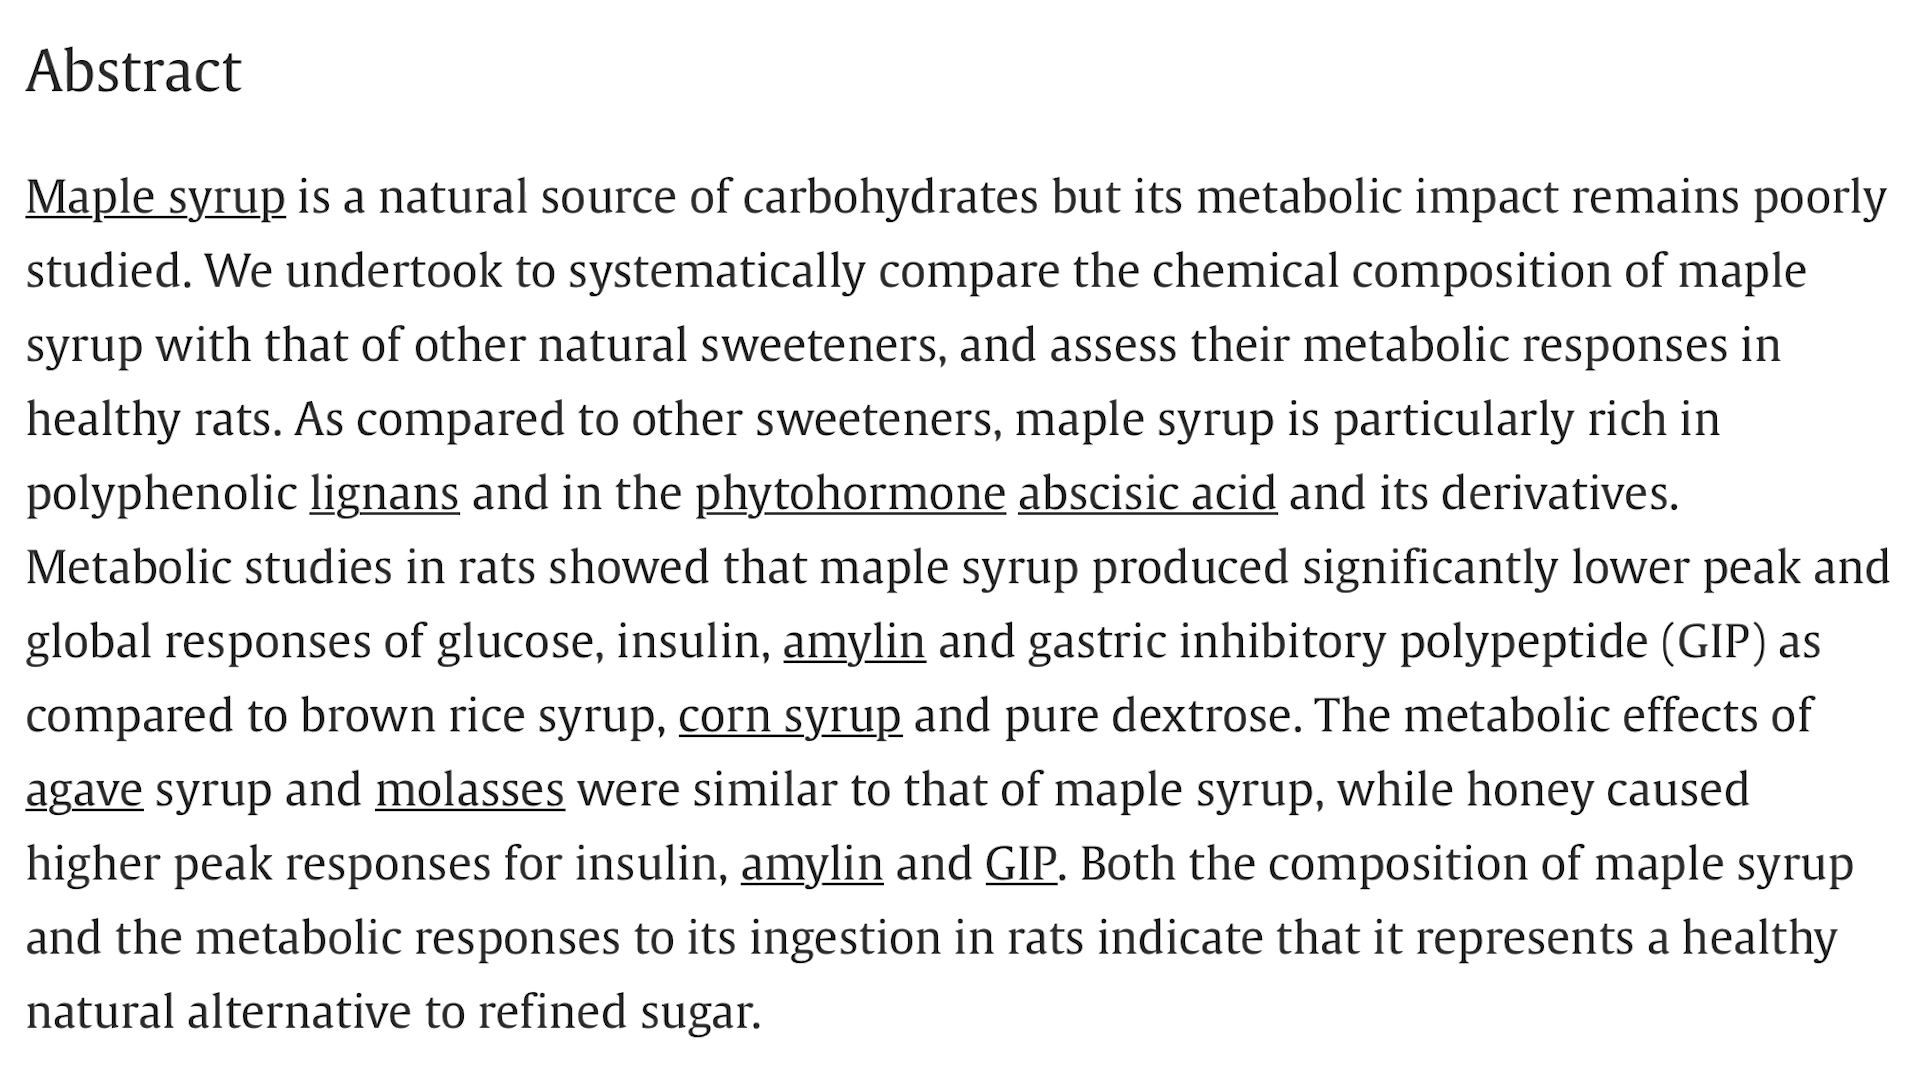 Abstract
Maple syrup is a natural source of carbohydrates but its metabolic impact remains poorly
studied. We undertook to systematically compare the chemical composition of maple
syrup with that of other natural sweeteners, and assess their metabolic responses in
healthy rats. As compared to other sweeteners, maple syrup is particularly rich in
polyphenolic lignans and in the phytohormone abscisic acid and its derivatives.
Metabolic studies in rats showed that maple syrup produced significantly lower peak and
global responses of glucose, insulin, amylin and gastric inhibitory polypeptide (GIP) as
compared to brown rice syrup, corn syrup and pure dextrose. The metabolic effects of
agave syrup and molasses were similar to that of maple syrup, while honey caused
higher peak responses for insulin, amylin and GIP. Both the composition of maple syrup
and the metabolic responses to its ingestion in rats indicate that it represents a healthy
natural alternative to refined sugar.